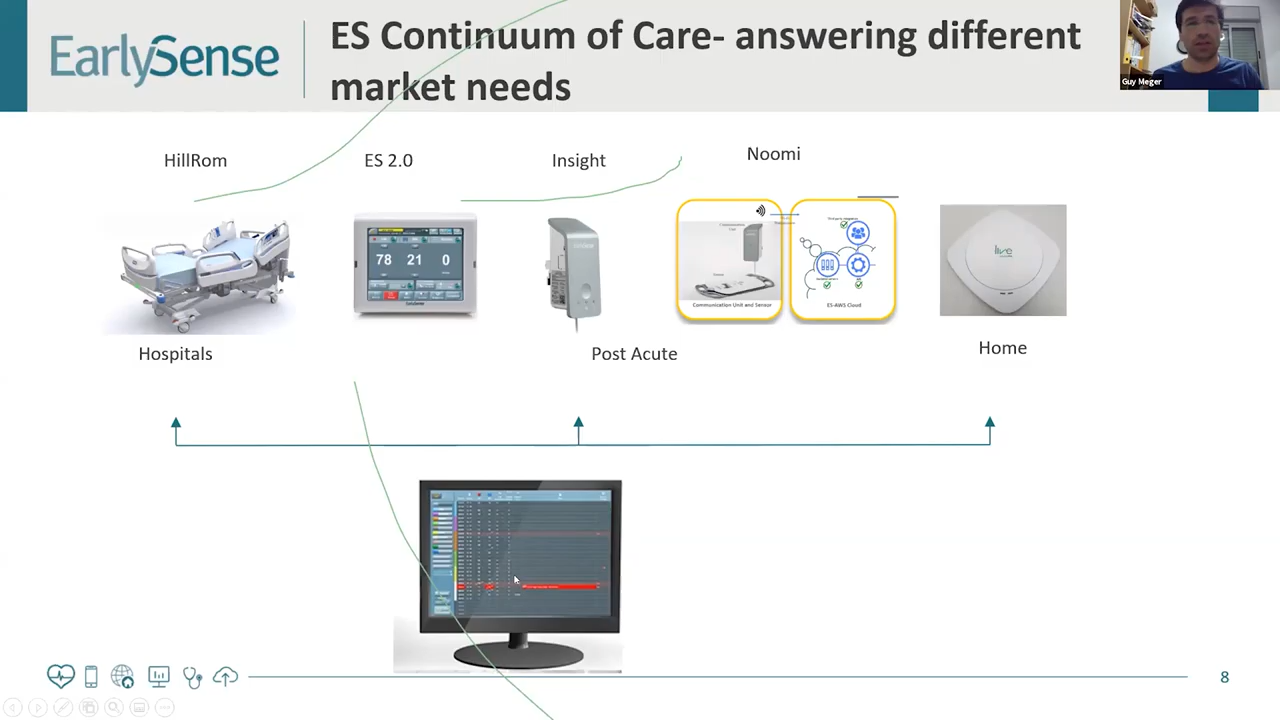 EarlySense
ES Continuum of Care- answering different
market needs
Guy Meger
HillRom
ES 2.0
Insight
Noomi
78 21 0
live
Communication Unit and Sensor
ES-AWS Cloud
Hospitals
Post Acute
Home
8